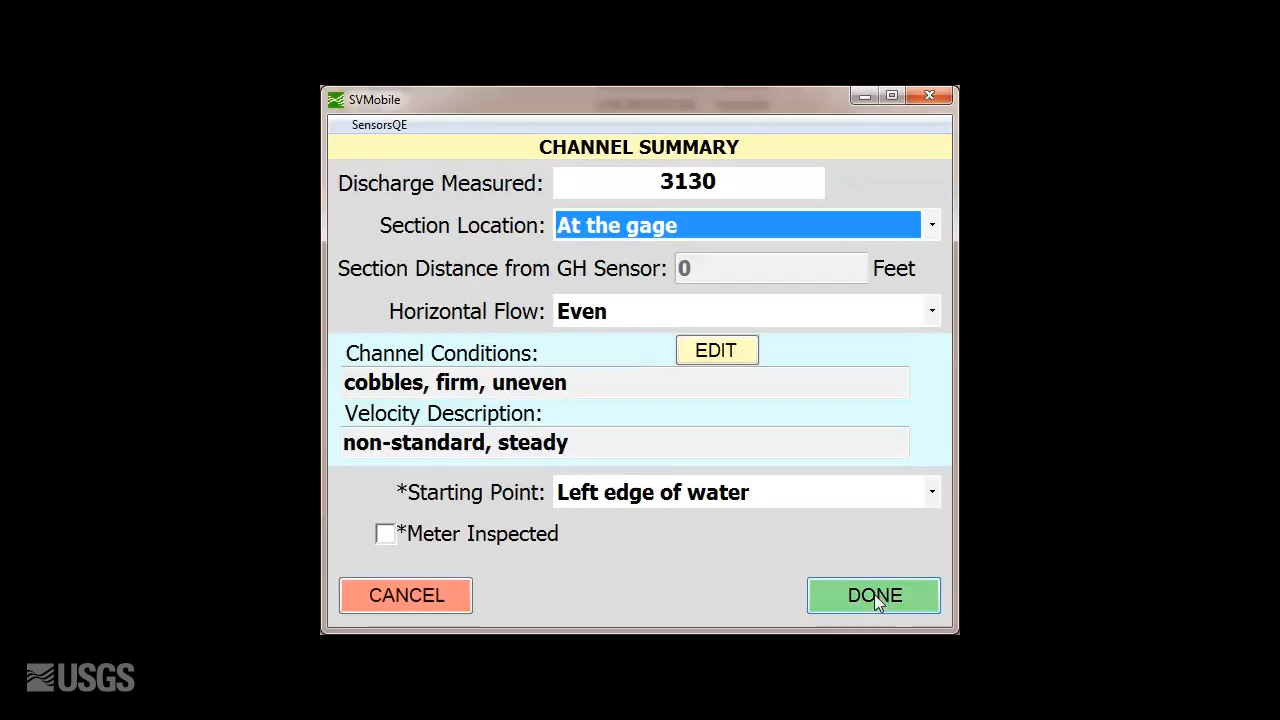 SVMobile
SensorsQE
CHANNEL SUMMARY
Discharge Measured: 3130
Section Location: At the gage
Section Distance from GH Sensor: 0 Feet
Horizontal Flow: Even
Channel Conditions: EDIT
cobbles, firm, uneven
Velocity Description:
non-standard, steady
*Starting Point: Left edge of water
*Meter Inspected
CANCEL DONE
USGS